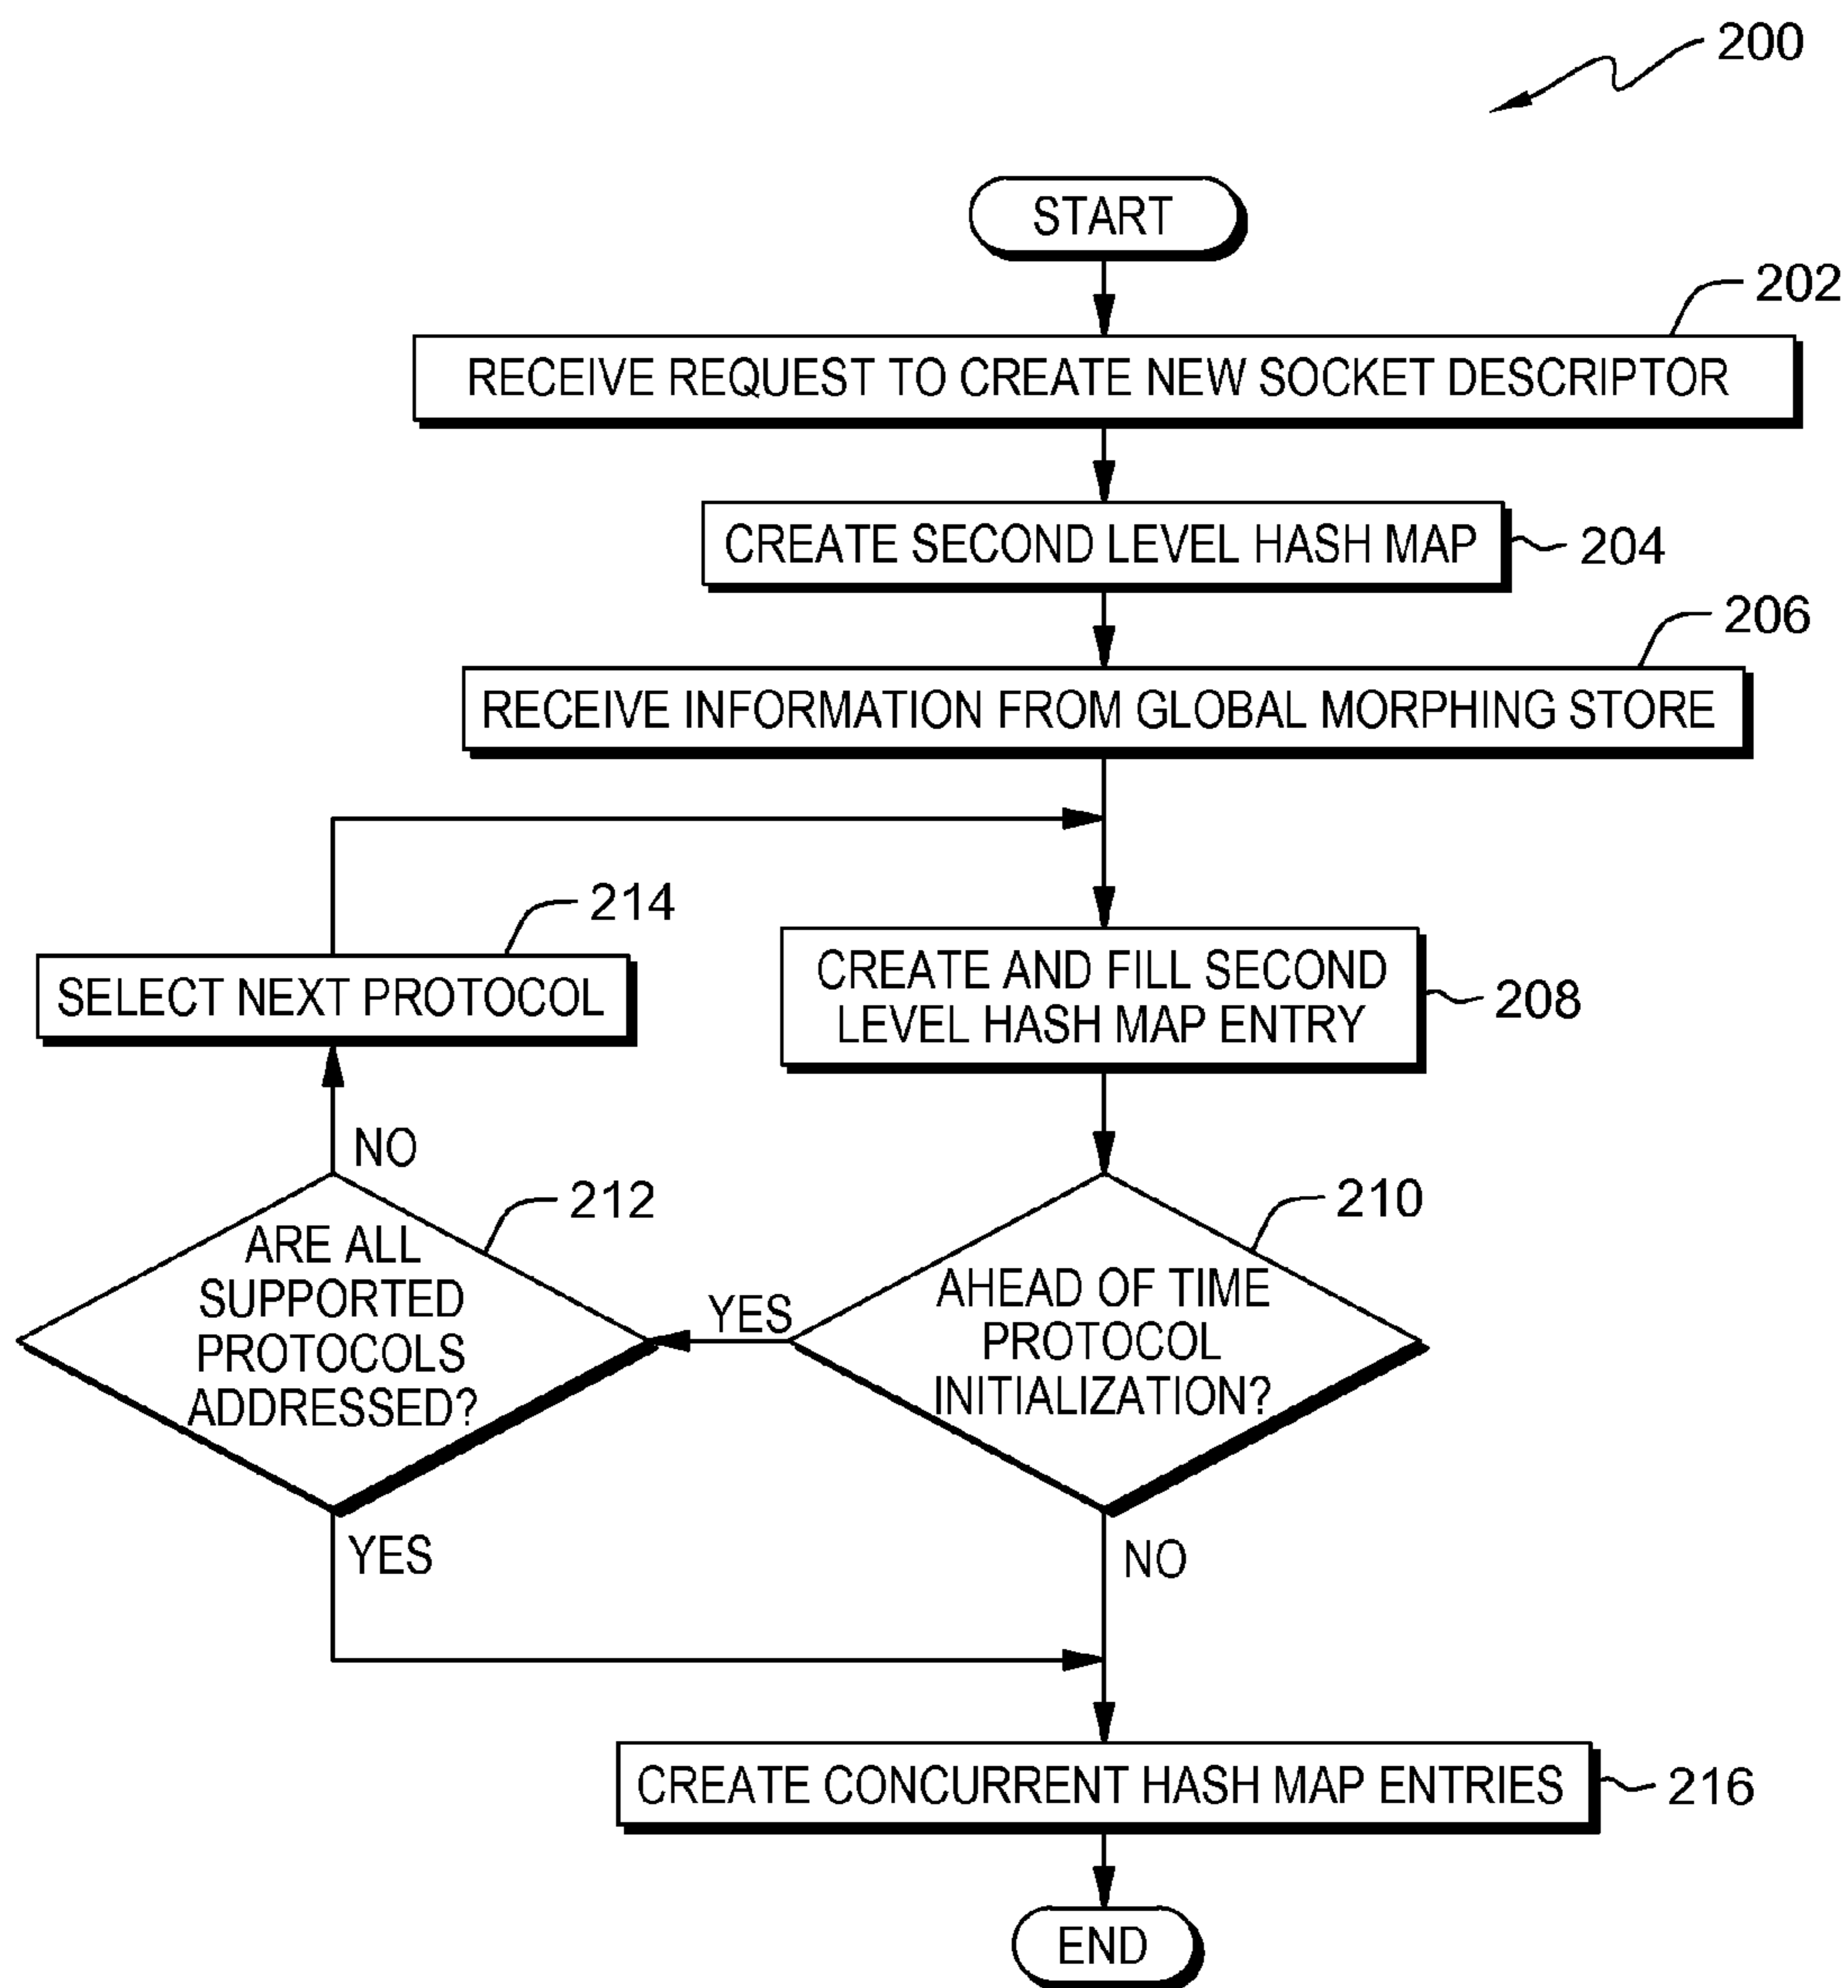 200
START
202
RECEIVE REQUEST TO CREATE NEW SOCKET DESCRIPTOR
CREATE SECOND LEVEL HASH MAP
204
206
RECEIVE INFORMATION FROM GLOBAL MORPHING STORE
214
SELECT NEXT PROTOCOL
CREATE AND FILL SECOND
LEVEL HASH MAP ENTRY
208
NO
212
ARE ALL
SUPPORTED
PROTOCOLS
ADDRESSED?
YES
210
AHEAD OF TIME
PROTOCOL
INITIALIZATION?
YES
NO
CREATE CONCURRENT HASH MAP ENTRIES
216
END